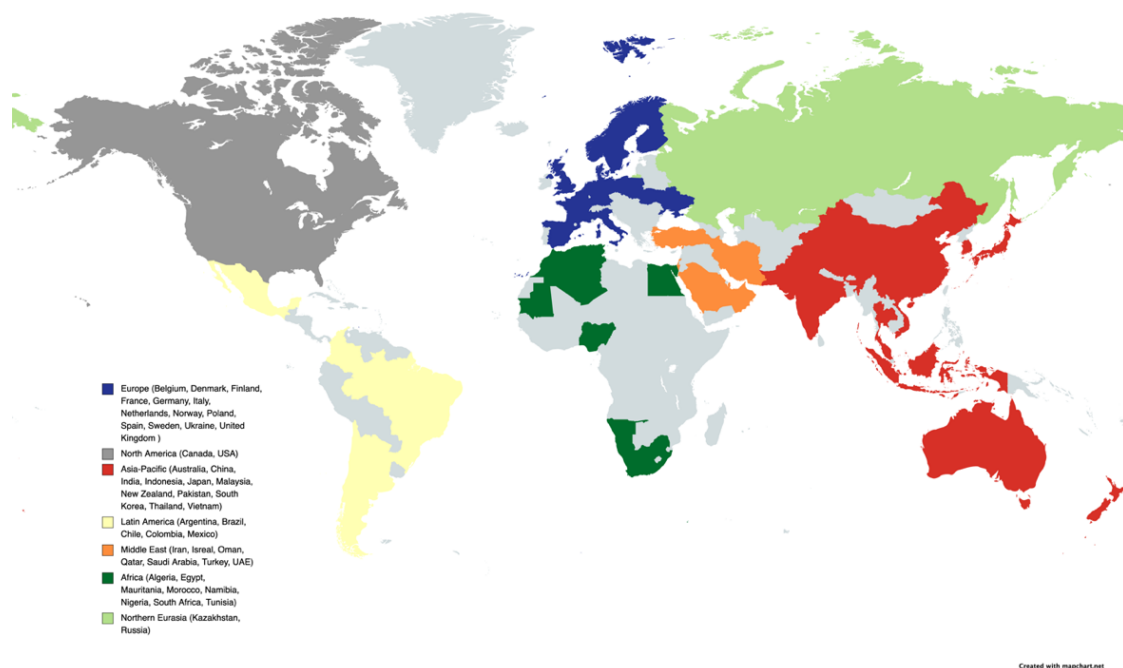 Europe (Belgium, Denmark, Finland,
France, Germany, Italy,
Netherlands, Norway, Poland,
Spain, Sweden, Ukraine, United
Kingdom )
North America (Canada, USA)
Asia-Pacific (Australia, China,
India, Indonesia, Japan, Malaysia,
New Zealand, Pakistan, South
Korea, Thailand, Vietnam)
Latin America (Argentina, Brazil,
Chile, Colombia, Mexico)
Middle East (Iran, Isreal, Oman,
Qatar, Saudi Arabia, Turkey, UAE)
Africa (Algeria, Egypt,
Mauritania, Morocco, Namibia,
Nigeria, South Africa, Tunisia)
Northern Eurasia (Kazakhstan,
Russia)
Created with mapchart.net